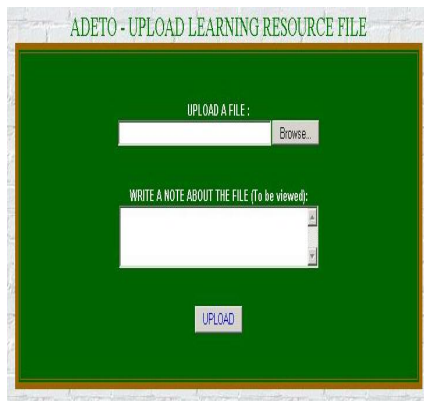 ADETO - UPLOAD LEARNING RESOURCE FILE
UPLOAD A FILE :
Browse...
WRITE A NOTE ABOUT THE FILE (To be viewed):
UPLOAD